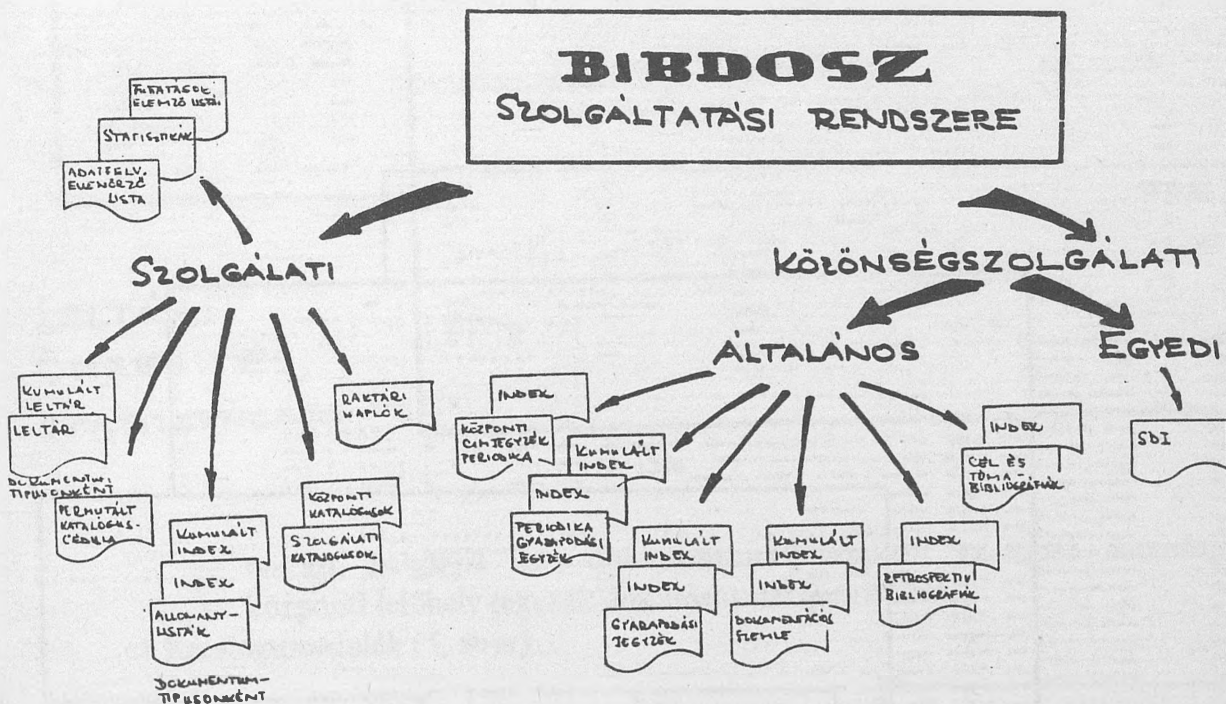 BIBDOSZ
SZOLGÁLTATÁSI RENDSZERE
ELEMZŐ LISTÁI
STATISZTIKÁK
ADATFELV.
ELLENŐRZŐ
LISTA
SZOLGÁLATI
KÖZÖNSÉGSZOLGÁLATI
ÁLTALÁNOS
EGYEDI
KUMULÁLT
LELTÁR
LELTÁR
DOKUMENTUM-
TIPUSONKÉNT
PERMUTÁLT
KATALÓGUS-
CÉDULA
KUMULÁLT
INDEX
INDEX
ÁLLOMÁNY-
LISTÁK
DOKUMENTUM-
TIPUSONKÉNT
KÖZPONTI
KATALÓGUSOK
SZOLGÁLATI
KATALÓGUSOK
RAKTÁRI
NAPLÓK
INDEX
KÖZPONTI
CIMJEGYZÉK
PERIODIKA
KUMULÁLT
INDEX
INDEX
PERIODIKA
GYARAPODÁSI
JEGYZÉK
KUMULÁLT
INDEX
INDEX
GYARAPODÁSI
JEGYZÉK
KUMULÁLT
INDEX
INDEX
DOKUMENTÁCIÓS
SZEMLE
INDEX
RETROSPEKTIV
BIBLIOGRÁFIÁK
INDEX
CÉL ÉS
TÉMA
BIBLIOGRÁFIÁK
SDI